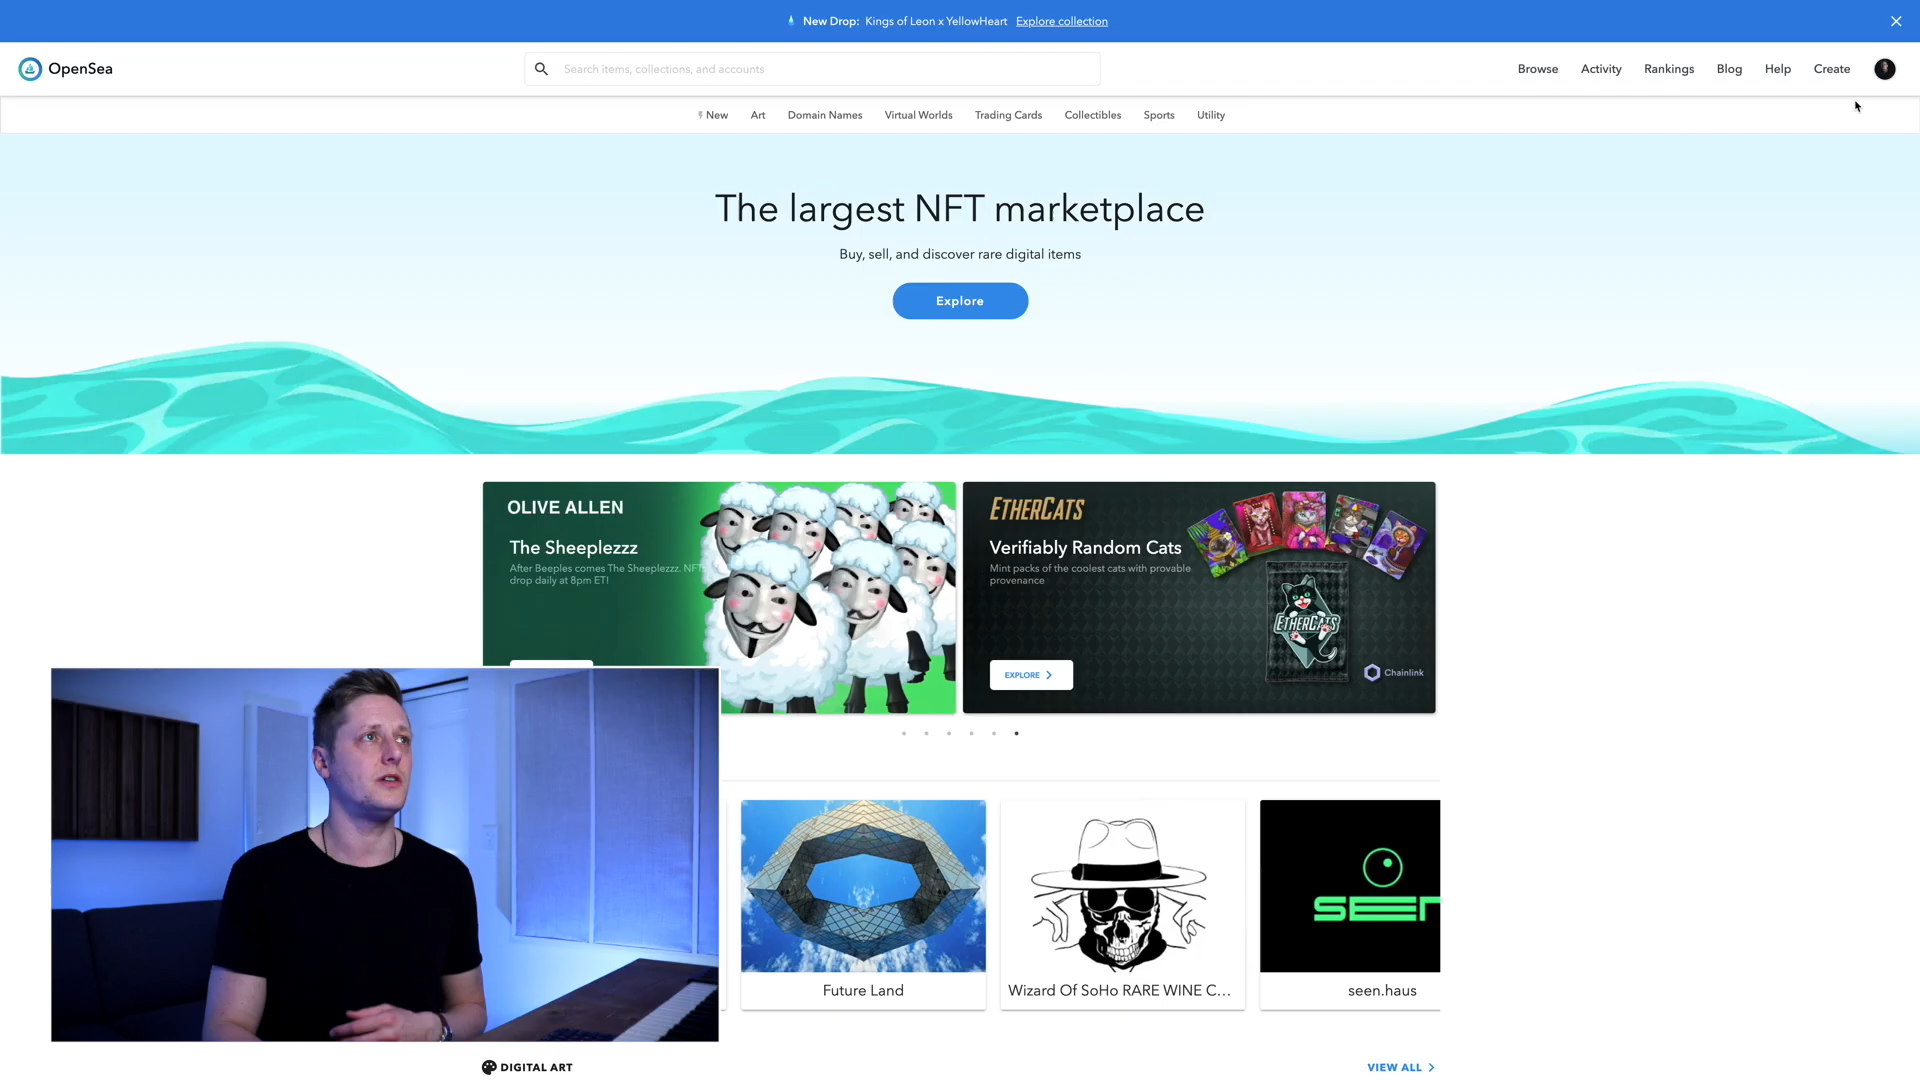 New Drop: Kings of Leon x YellowHeart Explore collection
OpenSea
Search items, collections, and accounts
Browse Activity Rankings Blog Help Create
New Art Domain Names Virtual Worlds Trading Cards Collectibles Sports Utility
The largest NFT marketplace
Buy, sell, and discover rare digital items
Explore
OLIVE ALLEN
The Sheeplezzz
After Beeples comes The Sheeplezzz. NFT
drop daily at 8pm ET!
ETHERCATS
Verifiably Random Cats
Mint packs of the coolest cats with provable
provenance
ETHERCATS
EXPLORE
Chainlink
Future Land
Wizard Of SoHo RARE WINE C...
seen.haus
DIGITAL ART
VIEW ALL